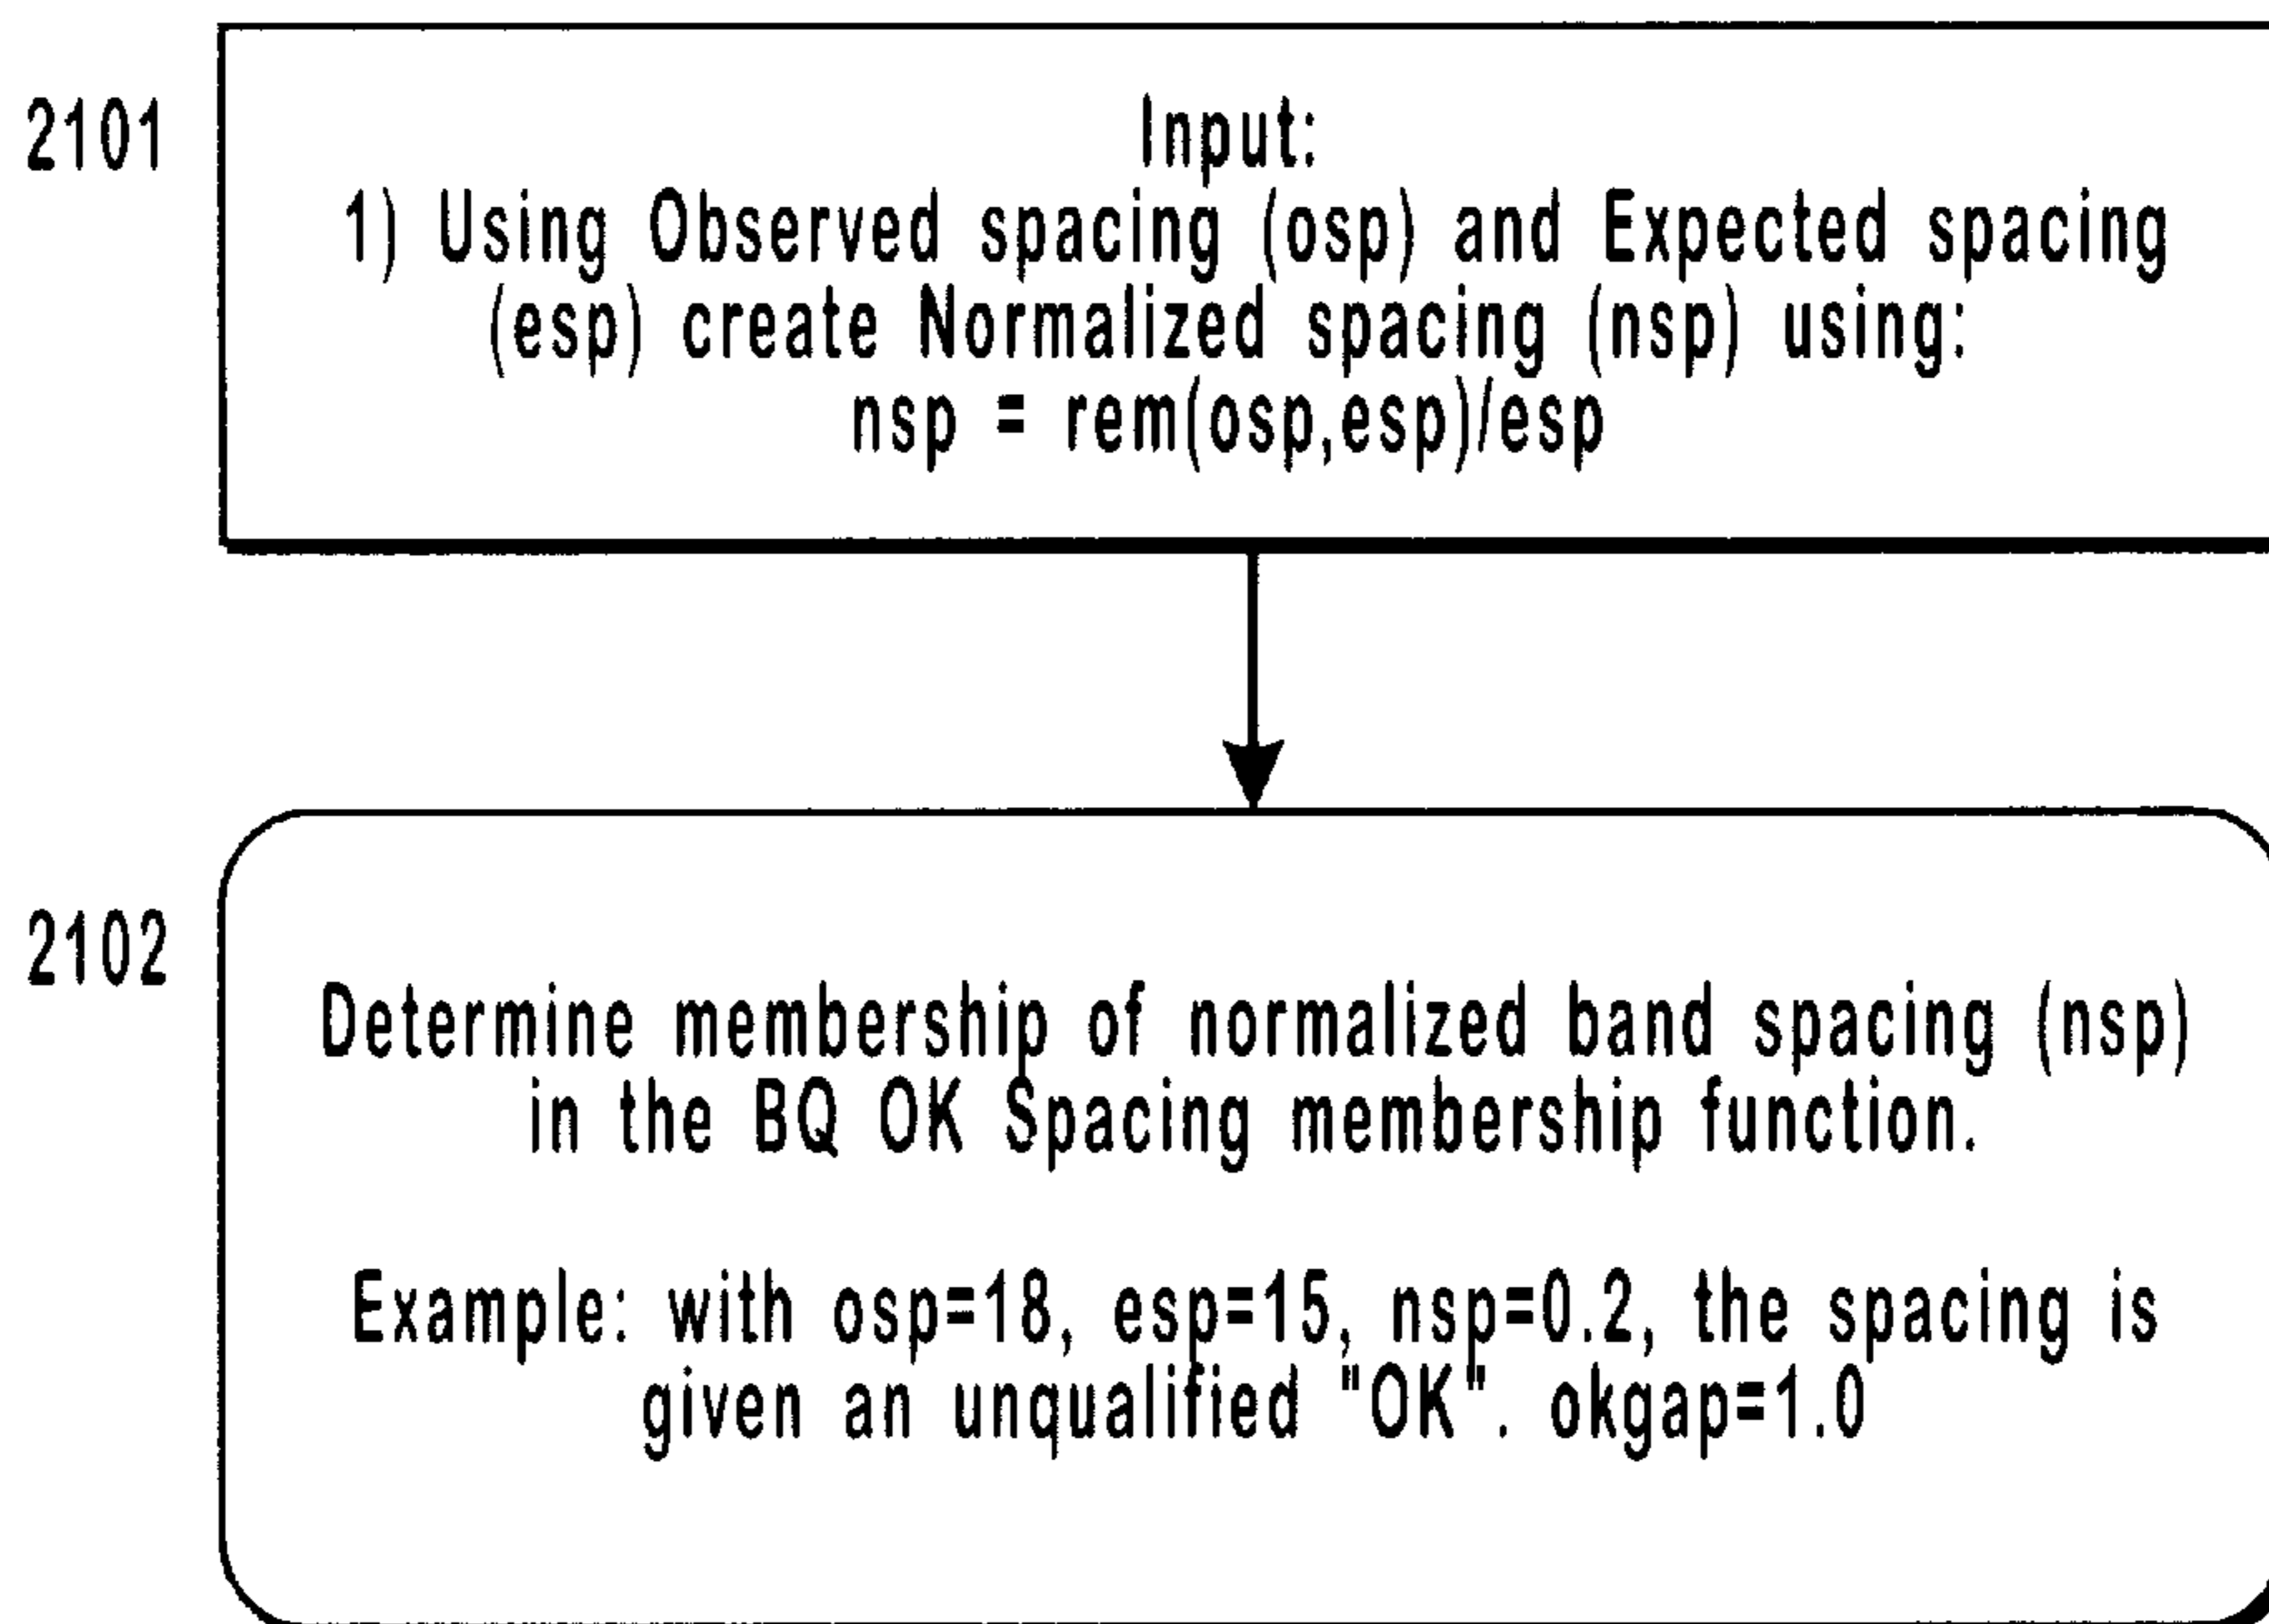 2101
Input:
1) Using Observed spacing (osp) and Expected spacing
(esp) create Normalized spacing (nsp) using:
nsp = rem(osp,esp)/esp
2102
Determine membership of normalized band spacing (nsp)
in the BQ OK Spacing membership function.
Example: with osp=18, esp=15, nsp=0.2, the spacing is
given an unqualified "OK". okgap=1.0